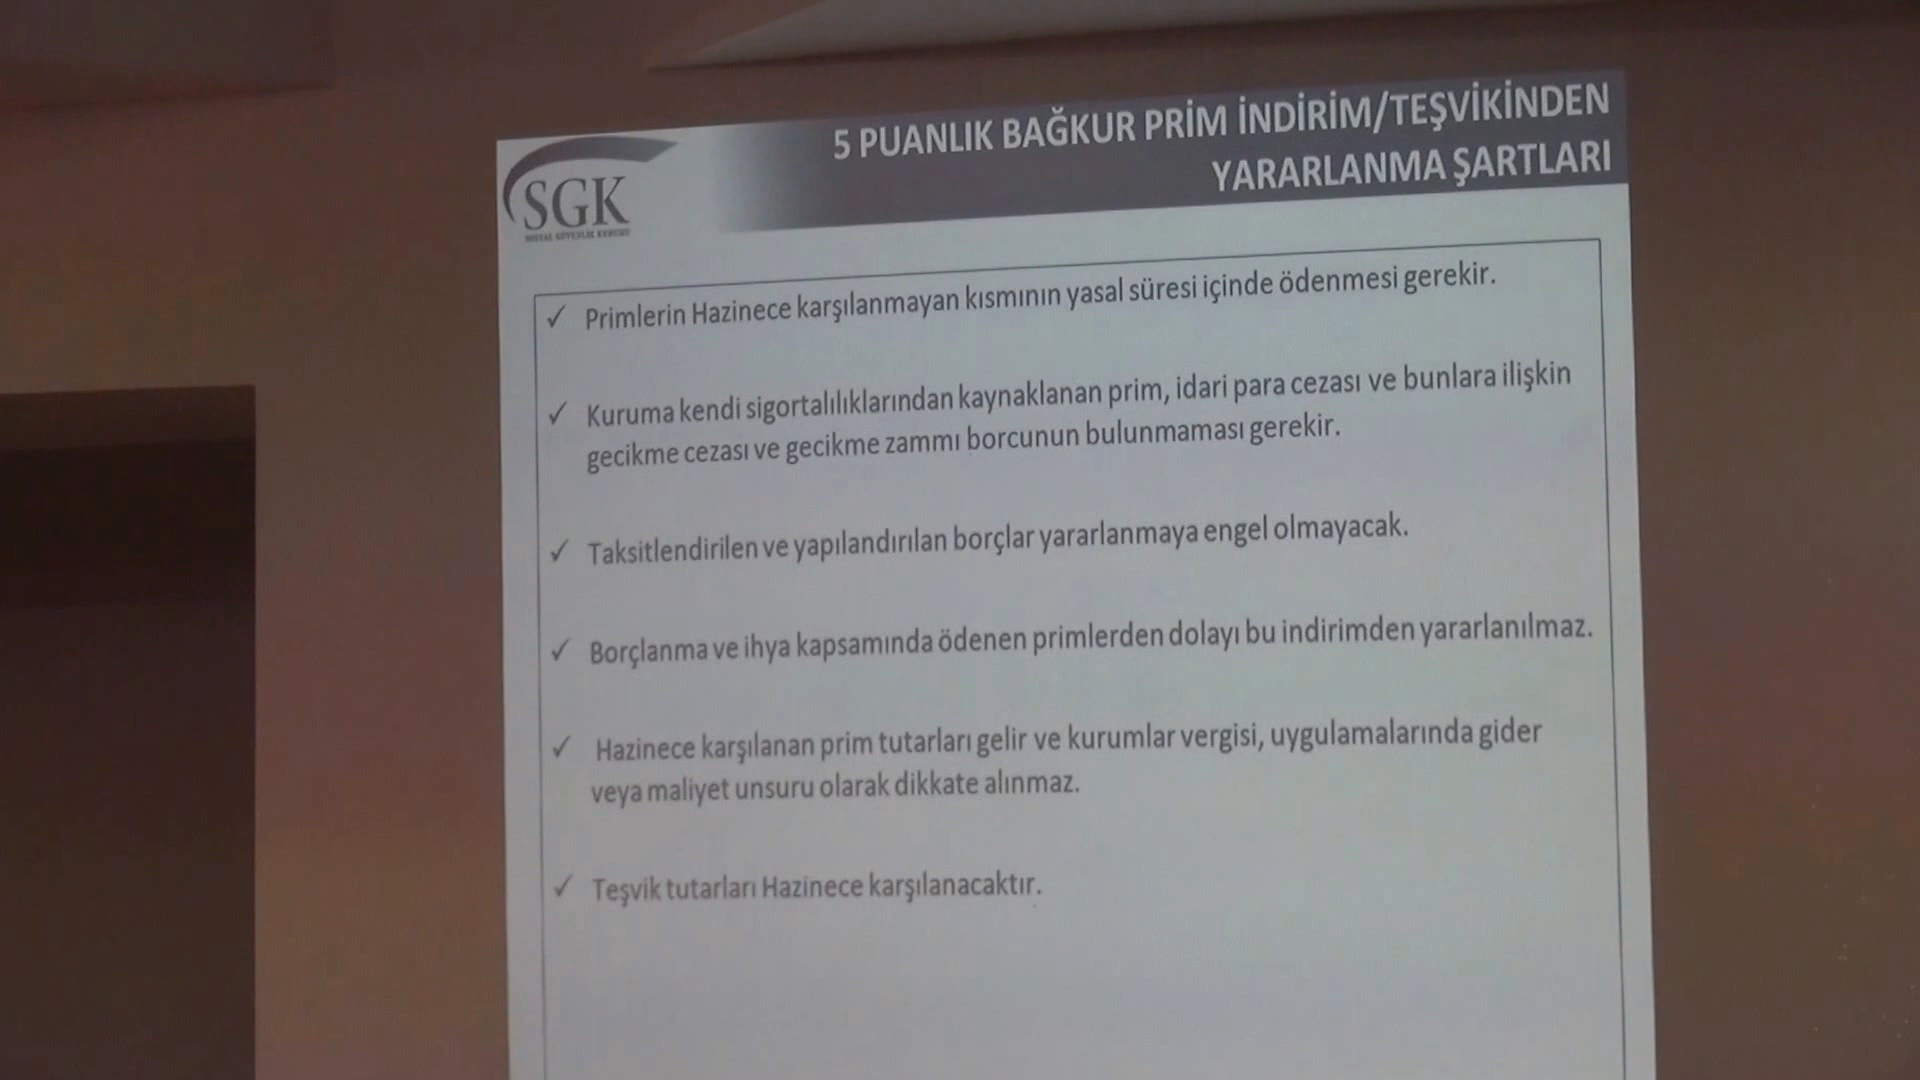 5 PUANLIK BAĞKUR PRİM İNDİRİM/TEŞVİKİNDEN
YARARLANMA ŞARTLARI
SGK
SOSYAL GÜVENLİK KURUMU
✓ Primlerin Hazinece karşılanmayan kısmının yasal süresi içinde ödenmesi gerekir.
✓ Kuruma kendi sigortalılıklarından kaynaklanan prim, idari para cezası ve bunlara ilişkin
gecikme cezası ve gecikme zammı borcunun bulunmaması gerekir.
✓ Taksitlendirilen ve yapılandırılan borçlar yararlanmaya engel olmayacak.
✓ Borçlanma ve ihya kapsamında ödenen primlerden dolayı bu indirimden yararlanılmaz.
✓ Hazinece karşılanan prim tutarları gelir ve kurumlar vergisi, uygulamalarında gider
veya maliyet unsuru olarak dikkate alınmaz.
✓ Teşvik tutarları Hazinece karşılanacaktır.